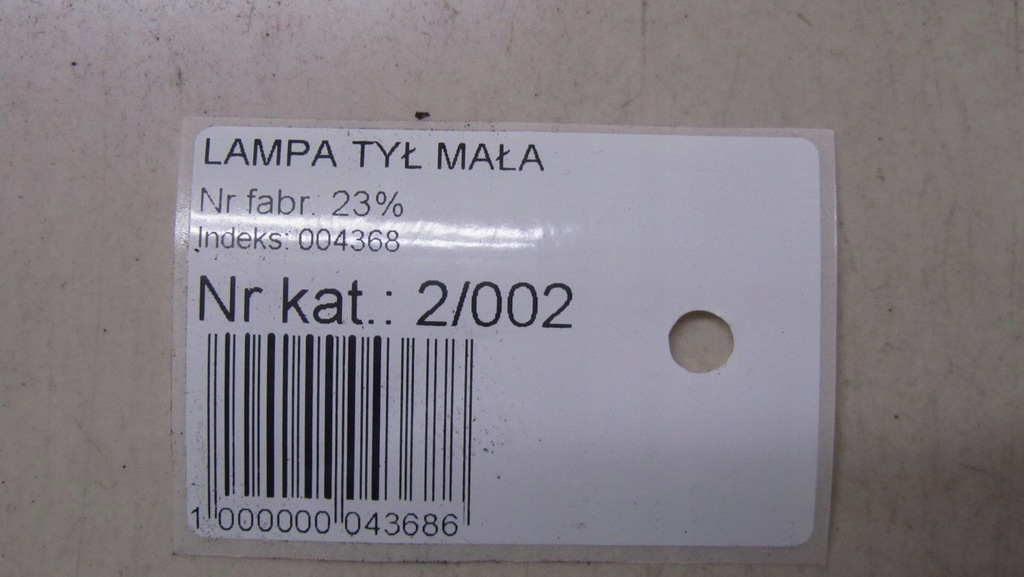 LAMPA TYŁ MAŁA
Nr fabr. 23%
Indeks: 004368
Nr kat.: 2/002
1 000000 043686